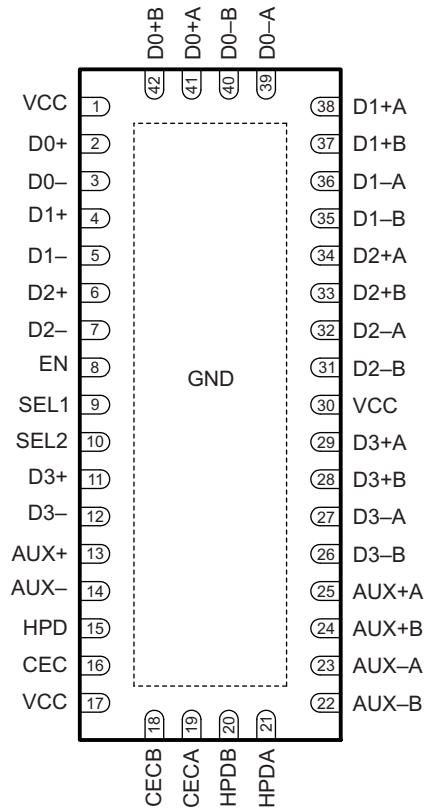 D0+B
D0+A
D0–B
D0–A
42
41
40
39
VCC 1
D0+ 2
D0– 3
D1+ 4
D1– 5
D2+ 6
D2– 7
EN 8
SEL1 9
SEL2 10
D3+ 11
D3– 12
AUX+ 13
AUX– 14
HPD 15
CEC 16
VCC 17
GND
38 D1+A
37 D1+B
36 D1–A
35 D1–B
34 D2+A
33 D2+B
32 D2–A
31 D2–B
30 VCC
29 D3+A
28 D3+B
27 D3–A
26 D3–B
25 AUX+A
24 AUX+B
23 AUX–A
22 AUX–B
18
19
20
21
CECB
CECA
HPDB
HPDA